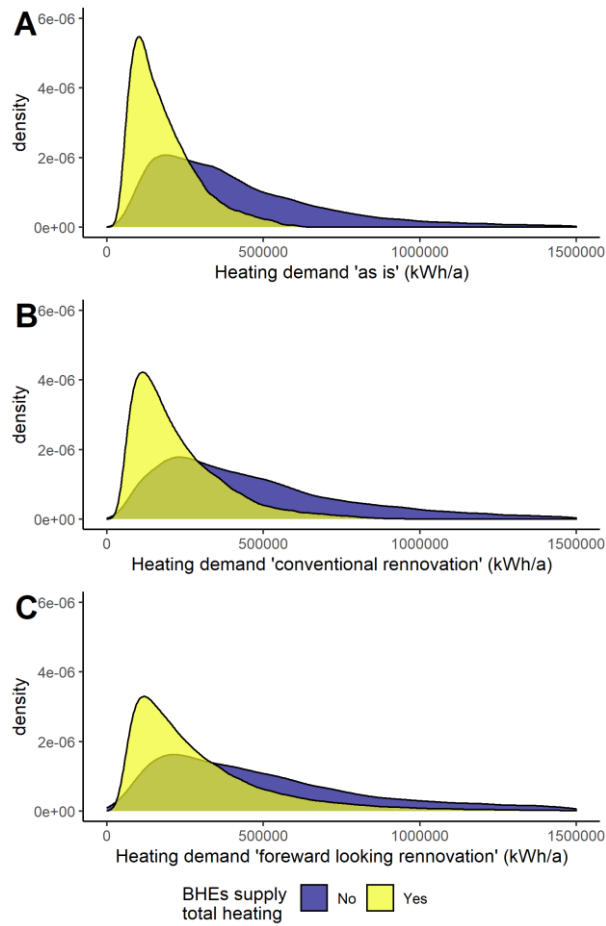 A
6e-06
4e-06
2e-06
0e+00
density
0 500000 1000000 1500000
Heating demand 'as is' (kWh/a)
B
6e-06
4e-06
2e-06
0e+00
density
0 500000 1000000 1500000
Heating demand 'conventional rennovation' (kWh/a)
C
6e-06
4e-06
2e-06
0e+00
density
0 500000 1000000 1500000
Heating demand 'foreward looking rennovation' (kWh/a)
BHEs supply
total heating
No Yes